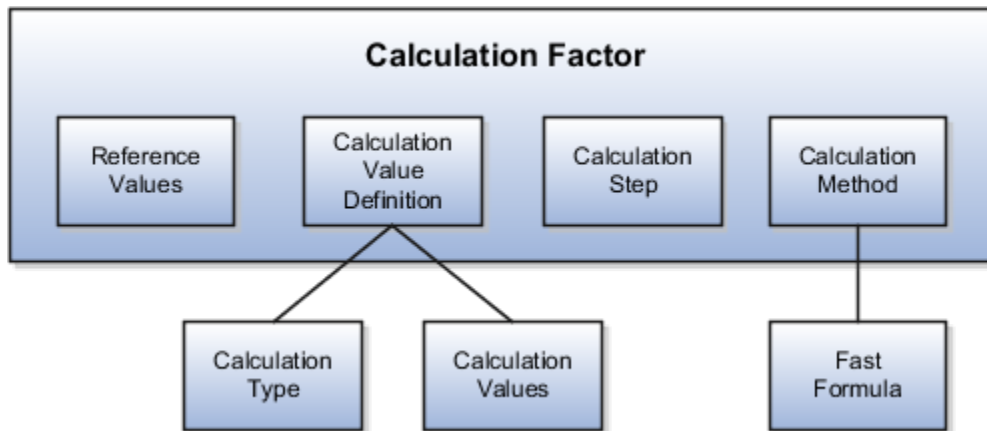 Calculation Factor
Reference
Values
Calculation
Value
Definition
Calculation
Step
Calculation
Method
Calculation
Type
Calculation
Values
Fast
Formula